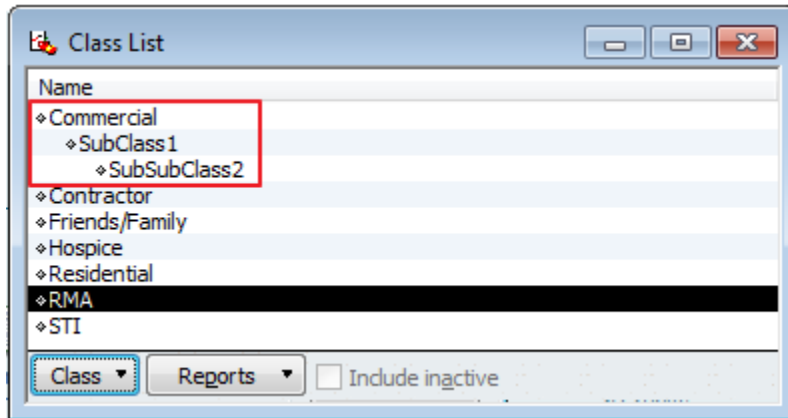 Class List
Name
Commercial
SubClass1
SubSubClass2
Contractor
Friends/Family
Hospice
Residential
RMA
STI
Class Reports Include inactive